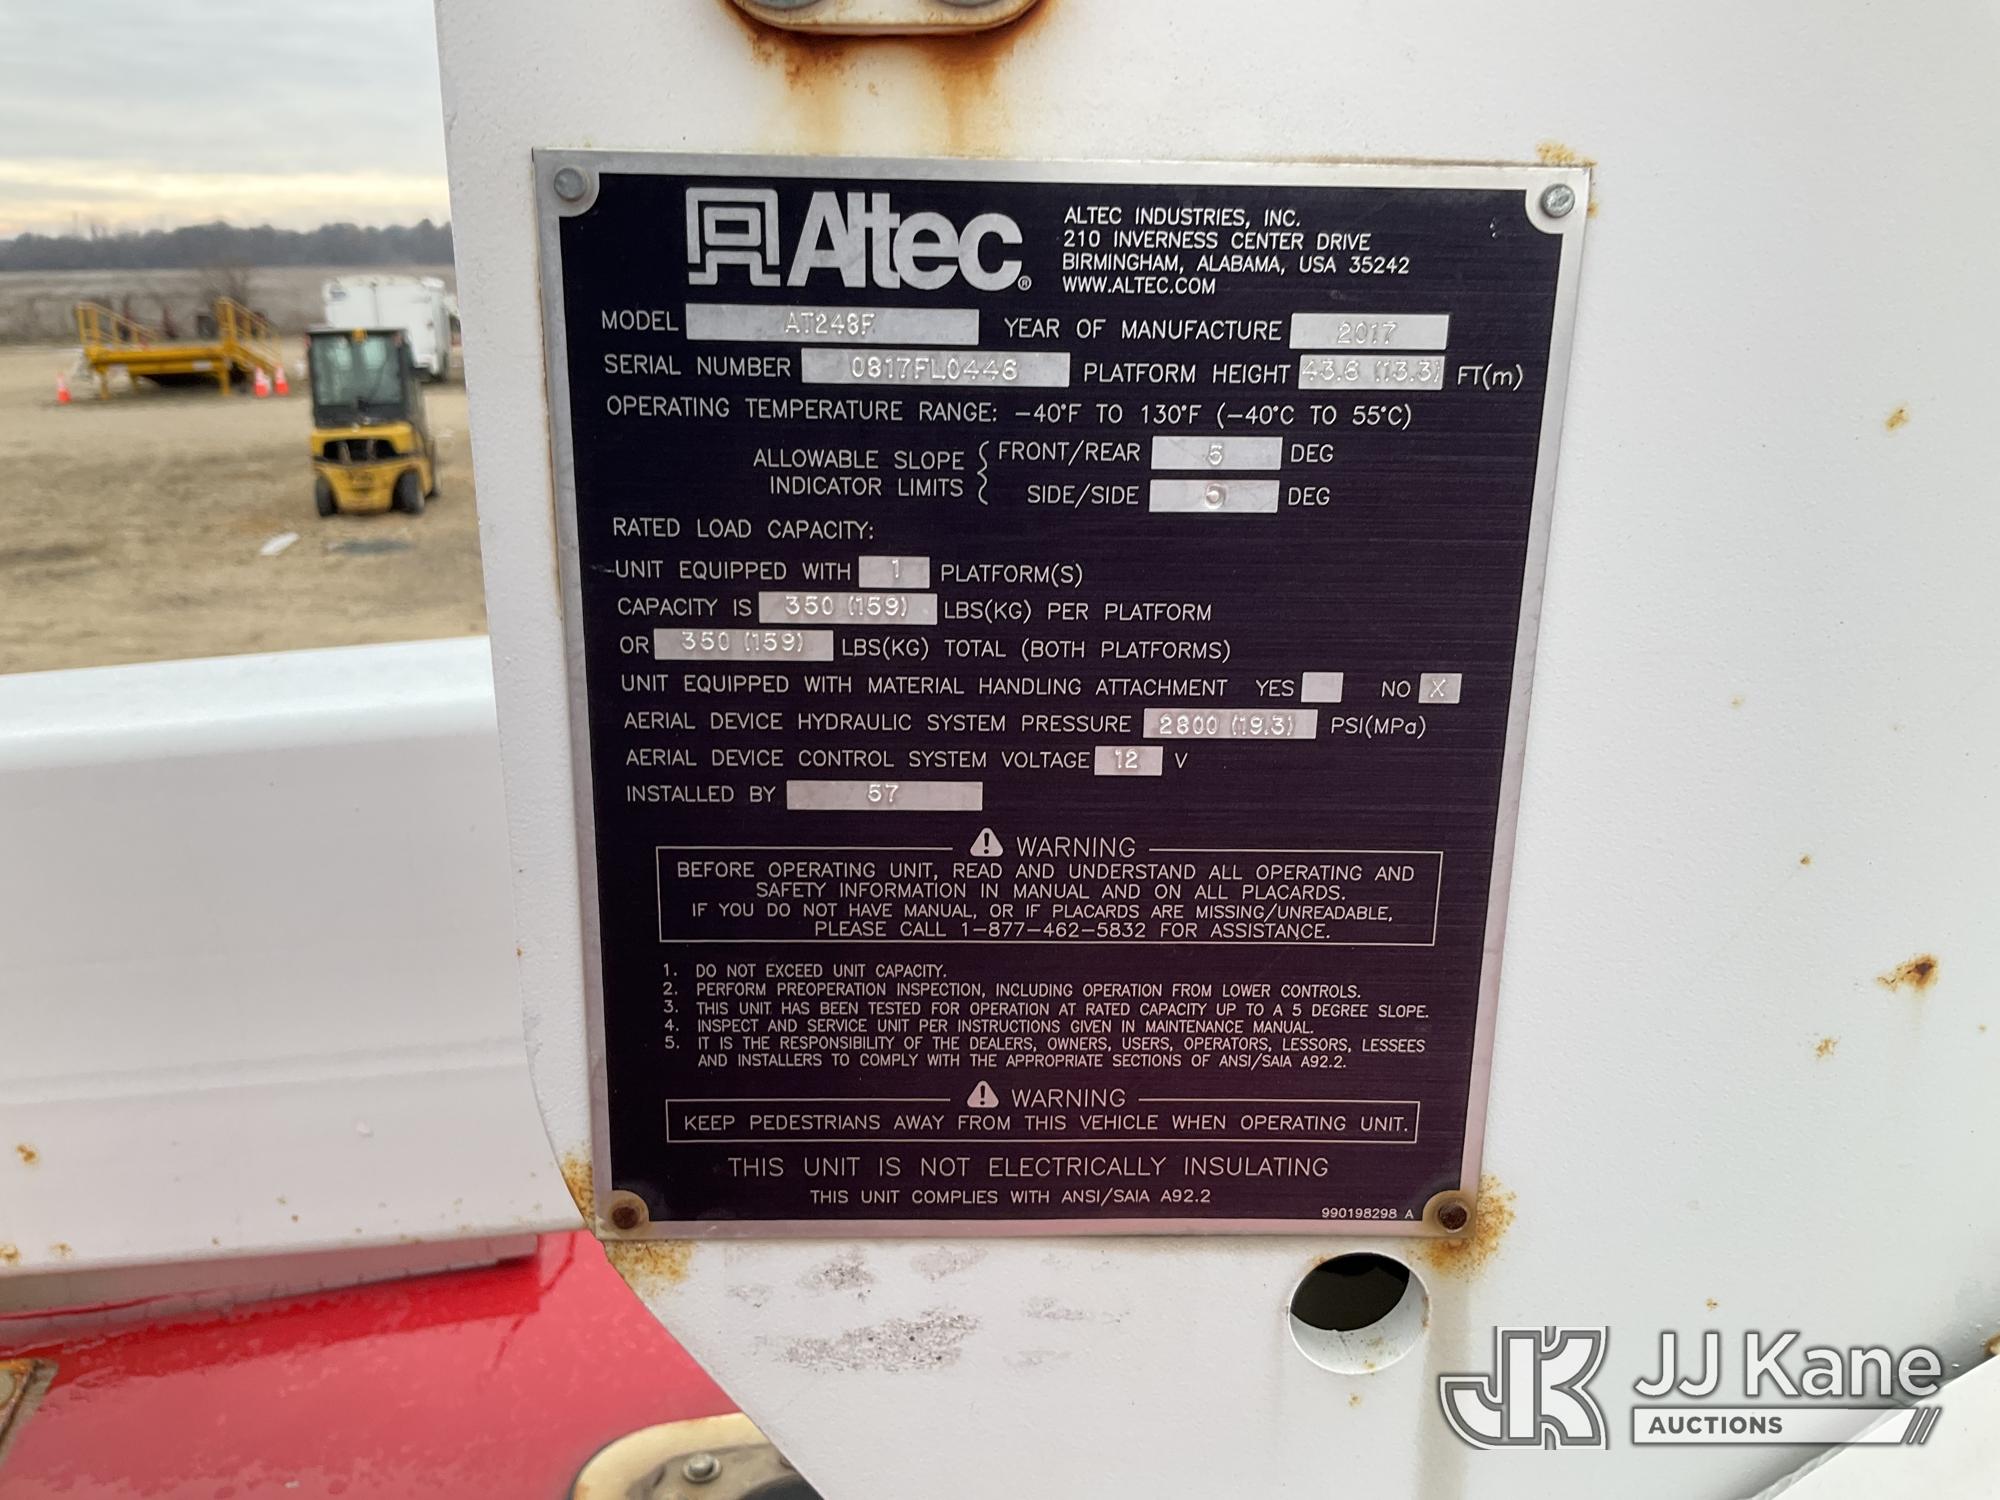 Altec®
ALTEC INDUSTRIES, INC.
210 INVERNESS CENTER DRIVE
BIRMINGHAM, ALABAMA, USA 35242
WWW.ALTEC.COM
MODEL AT248F YEAR OF MANUFACTURE 2017
SERIAL NUMBER 0817FL0446 PLATFORM HEIGHT 43.6 (13.3) FT(m)
OPERATING TEMPERATURE RANGE: -40°F TO 130°F (-40°C TO 55°C)
ALLOWABLE SLOPE INDICATOR LIMITS { FRONT/REAR 5 DEG
SIDE/SIDE 5 DEG
RATED LOAD CAPACITY:
UNIT EQUIPPED WITH 1 PLATFORM(S)
CAPACITY IS 350 (159) LBS(KG) PER PLATFORM
OR 350 (159) LBS(KG) TOTAL (BOTH PLATFORMS)
UNIT EQUIPPED WITH MATERIAL HANDLING ATTACHMENT YES NO X
AERIAL DEVICE HYDRAULIC SYSTEM PRESSURE 2800 (19.3) PSI(MPa)
AERIAL DEVICE CONTROL SYSTEM VOLTAGE 12 V
INSTALLED BY 57
WARNING
BEFORE OPERATING UNIT, READ AND UNDERSTAND ALL OPERATING AND
SAFETY INFORMATION IN MANUAL AND ON ALL PLACARDS.
IF YOU DO NOT HAVE MANUAL, OR IF PLACARDS ARE MISSING/UNREADABLE,
PLEASE CALL 1-877-462-5832 FOR ASSISTANCE.
1. DO NOT EXCEED UNIT CAPACITY.
2. PERFORM PREOPERATION INSPECTION, INCLUDING OPERATION FROM LOWER CONTROLS.
3. THIS UNIT HAS BEEN TESTED FOR OPERATION AT RATED CAPACITY UP TO A 5 DEGREE SLOPE.
4. INSPECT AND SERVICE UNIT PER INSTRUCTIONS GIVEN IN MAINTENANCE MANUAL.
5. IT IS THE RESPONSIBILITY OF THE DEALERS, OWNERS, USERS, OPERATORS, LESSORS, LESSEES
AND INSTALLERS TO COMPLY WITH THE APPROPRIATE SECTIONS OF ANSI/SAIA A92.2.
WARNING
KEEP PEDESTRIANS AWAY FROM THIS VEHICLE WHEN OPERATING UNIT.
THIS UNIT IS NOT ELECTRICALLY INSULATING
THIS UNIT COMPLIES WITH ANSI/SAIA A92.2
990198298 A
JK JJ Kane
AUCTIONS